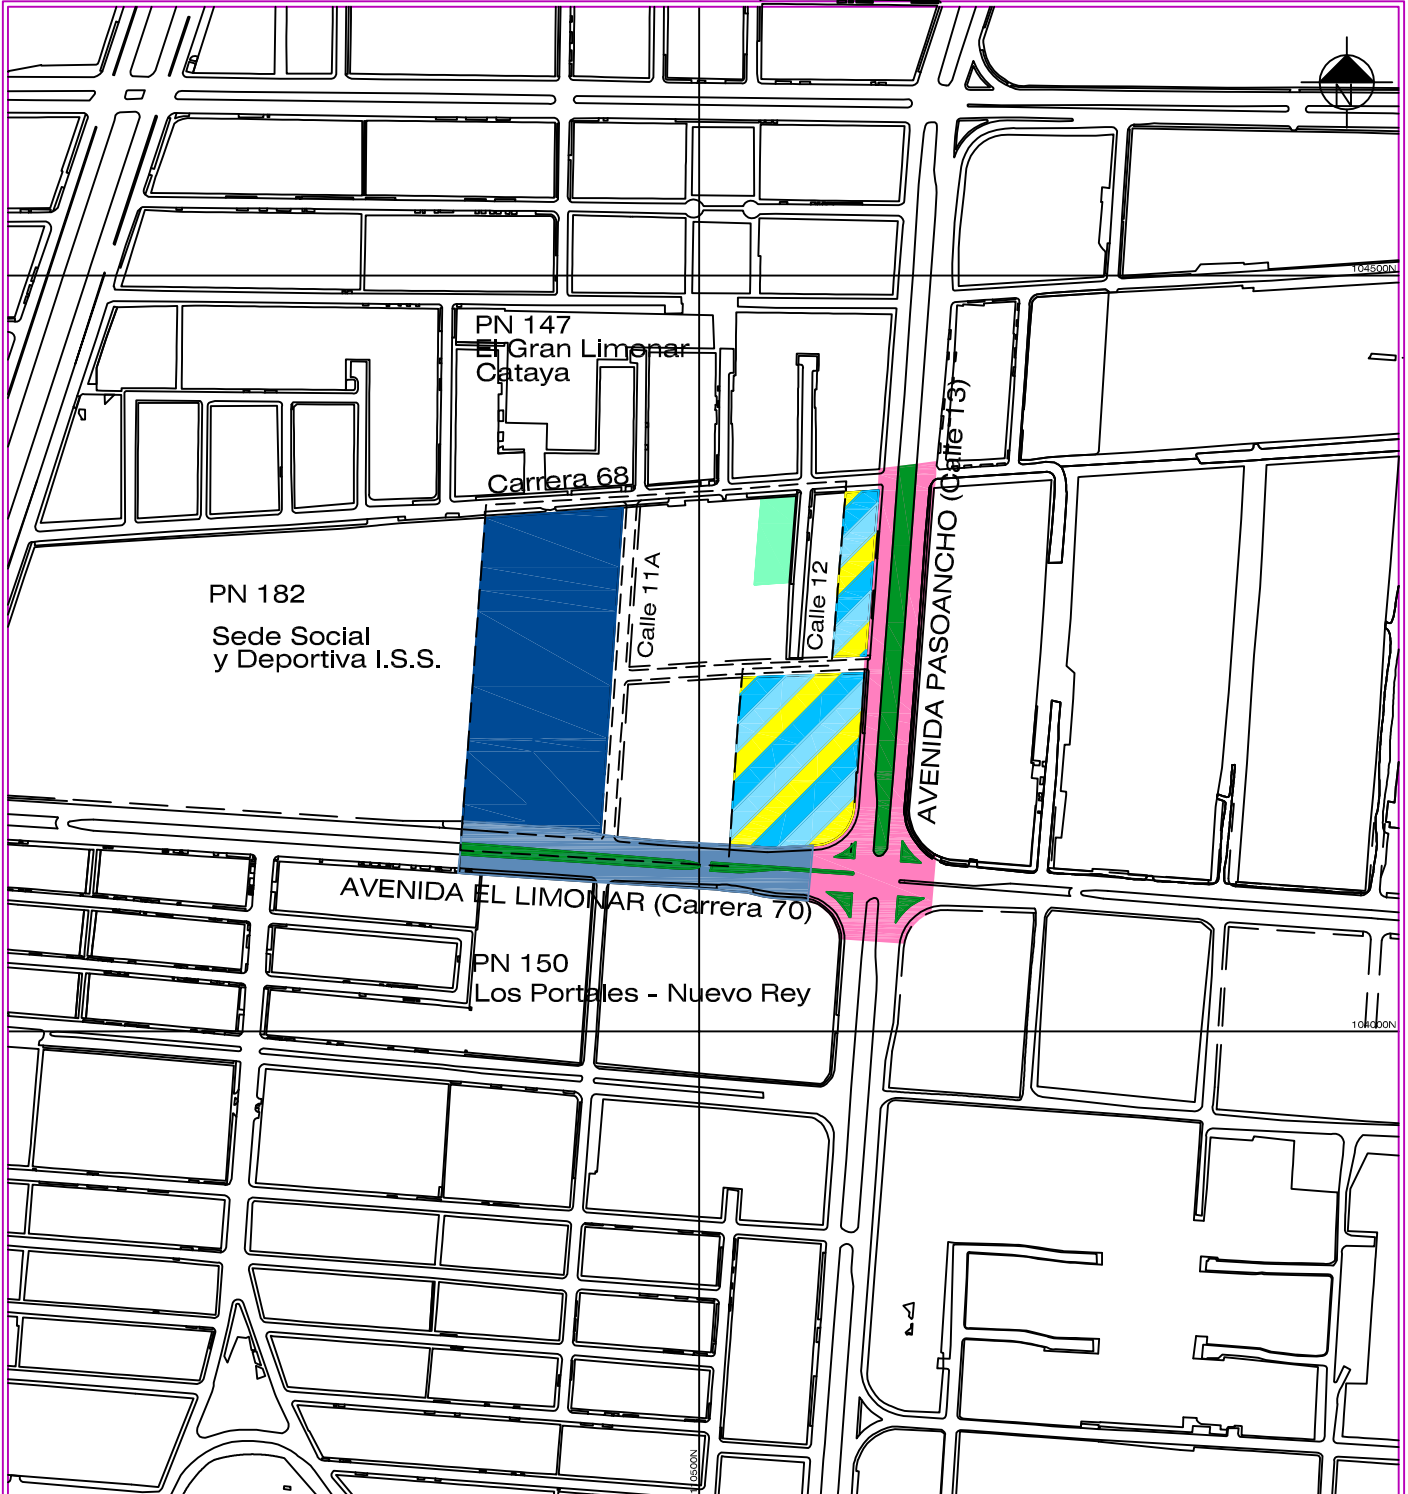 N
104500N
PN 147
El Gran Limonar
Cataya
AVENIDA PASOANCHO (Calle 13)
Carrera 68
Calle 11A
Calle 12
PN 182
Sede Social
y Deportiva I.S.S.
AVENIDA EL LIMONAR (Carrera 70)
PN 150
Los Portales - Nuevo Rey
104000N
110500N